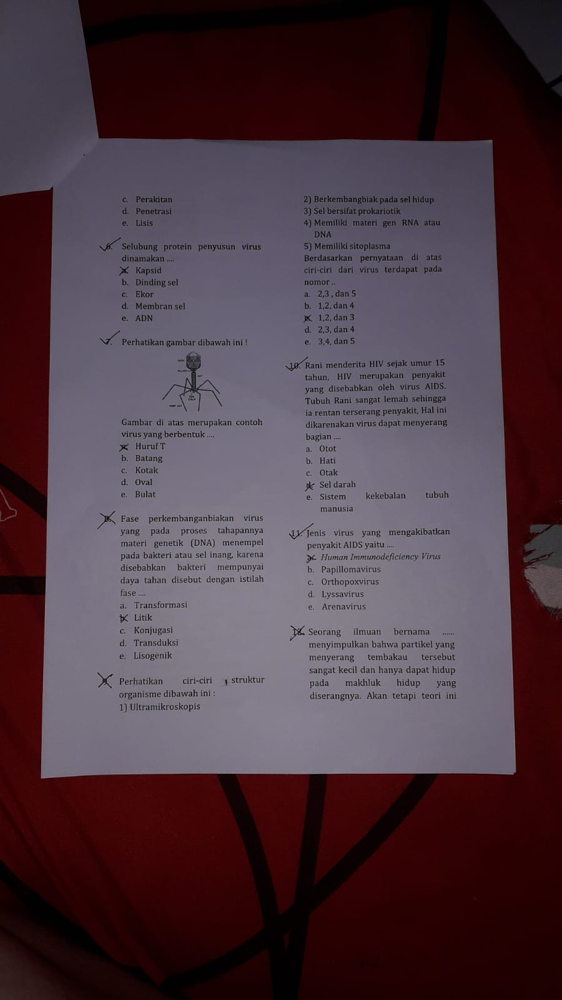 c. Perakitan
d. Penetrasi
e. Lisis
6. Selubung protein penyusun virus
dinamakan ....
a. Kapsid
b. Dinding sel
c. Ekor
d. Membran sel
e. ADN
7. Perhatikan gambar dibawah ini !
Gambar di atas merupakan contoh
virus yang berbentuk ....
a. Huruf T
b. Batang
c. Kotak
d. Oval
e. Bulat
8. Fase perkembanganbiakan virus
yang pada proses tahapannya
materi genetik (DNA) menempel
pada bakteri atau sel inang, karena
disebabkan bakteri mempunyai
daya tahan disebut dengan istilah
fase ....
a. Transformasi
b. Litik
c. Konjugasi
d. Transduksi
e. Lisogenik
9. Perhatikan ciri-ciri struktur
organisme dibawah ini :
1) Ultramikroskopis
2) Berkembangbiak pada sel hidup
3) Sel bersifat prokariotik
4) Memiliki materi gen RNA atau
DNA
5) Memiliki sitoplasma
Berdasarkan pernyataan di atas
ciri-ciri dari virus terdapat pada
nomor ..
a. 2,3 , dan 5
b. 1,2, dan 4
c. 1,2, dan 3
d. 2,3, dan 4
e. 3,4, dan 5
10. Rani menderita HIV sejak umur 15
tahun, HIV merupakan penyakit
yang disebabkan oleh virus AIDS.
Tubuh Rani sangat lemah sehingga
ia rentan terserang penyakit, Hal ini
dikarenakan virus dapat menyerang
bagian ....
a. Otot
b. Hati
c. Otak
d. Sel darah
e. Sistem kekebalan tubuh
manusia
11. Jenis virus yang mengakibatkan
penyakit AIDS yaitu ....
a. Human Immunodeficiency Virus
b. Papillomavirus
c. Orthopoxvirus
d. Lyssavirus
e. Arenavirus
12. Seorang ilmuan bernama ......
menyimpulkan bahwa partikel yang
menyerang tembakau tersebut
sangat kecil dan hanya dapat hidup
pada makhluk hidup yang
diserangnya. Akan tetapi teori ini